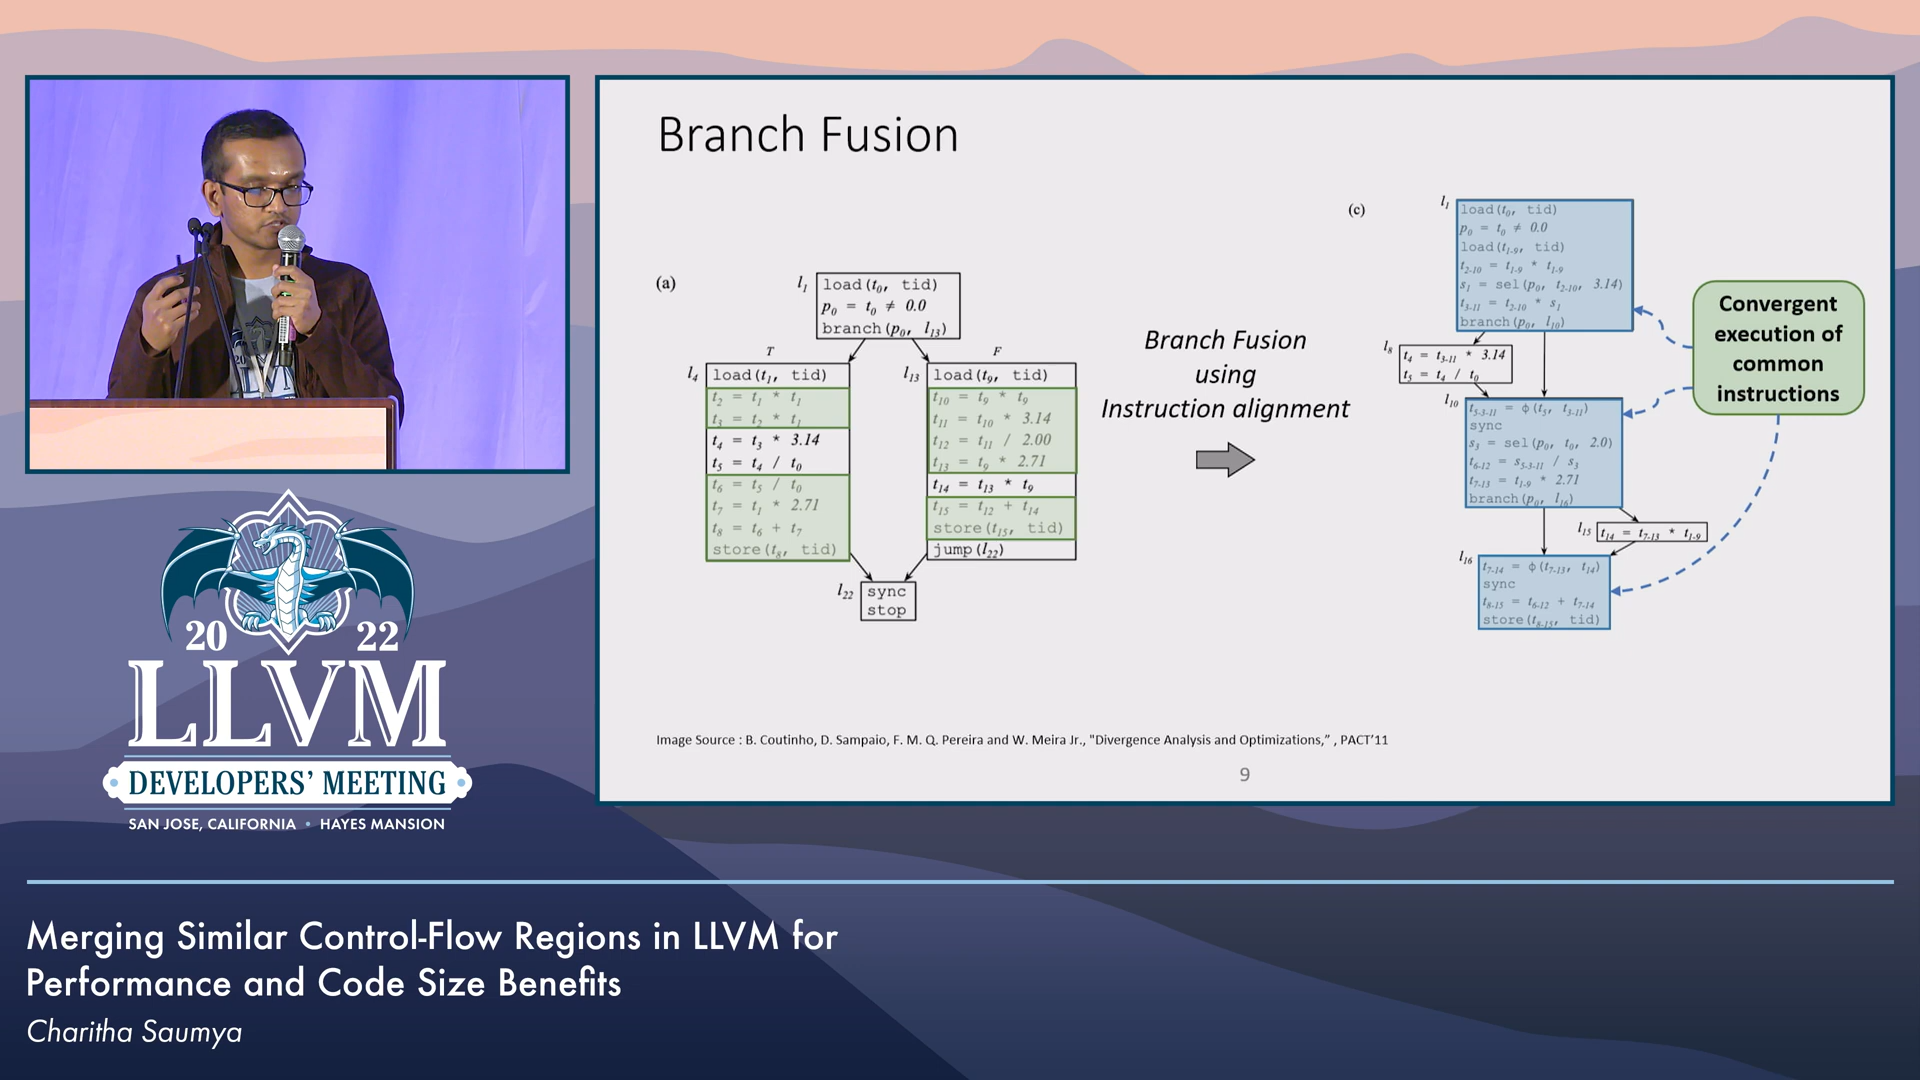 Branch Fusion
(a)
l1
load(t0, tid)
p0 = t0 ≠ 0.0
branch(p0, l13)
T
F
l4
load(t1, tid)
t2 = t1 * t1
t3 = t2 * t1
t4 = t3 * 3.14
t5 = t4 / t0
t6 = t5 / t0
t7 = t1 * 2.71
t8 = t6 + t7
store(t8, tid)
l13
load(t9, tid)
t10 = t9 * t9
t11 = t10 * 3.14
t12 = t11 / 2.00
t13 = t9 * 2.71
t14 = t13 * t9
t15 = t12 + t14
store(t15, tid)
jump(l22)
l22
sync
stop
Branch Fusion
using
Instruction alignment
(c)
l1
load(t0, tid)
p0 = t0 ≠ 0.0
load(t1-9, tid)
t2-10 = t1-9 * t1-9
s1 = sel(p0, t2-10, 3.14)
t3-11 = t2-10 * s1
branch(p0, l10)
l8
t4 = t3-11 * 3.14
t5 = t4 / t0
l10
t5-3-11 = ϕ(t5, t3-11)
sync
s3 = sel(p0, t0, 2.0)
t6-12 = s5-3-11 / s3
t7-13 = t1-9 * 2.71
branch(p0, l16)
l15
t14 = t7-13 * t1-9
l16
t7-14 = ϕ(t7-13, t14)
sync
t8-15 = t6-12 + t7-14
store(t8-15, tid)
Convergent
execution of
common
instructions
Image Source : B. Coutinho, D. Sampaio, F. M. Q. Pereira and W. Meira Jr., "Divergence Analysis and Optimizations," , PACT'11
9
20 22
LLVM
DEVELOPERS' MEETING
SAN JOSE, CALIFORNIA • HAYES MANSION
Merging Similar Control-Flow Regions in LLVM for
Performance and Code Size Benefits
Charitha Saumya